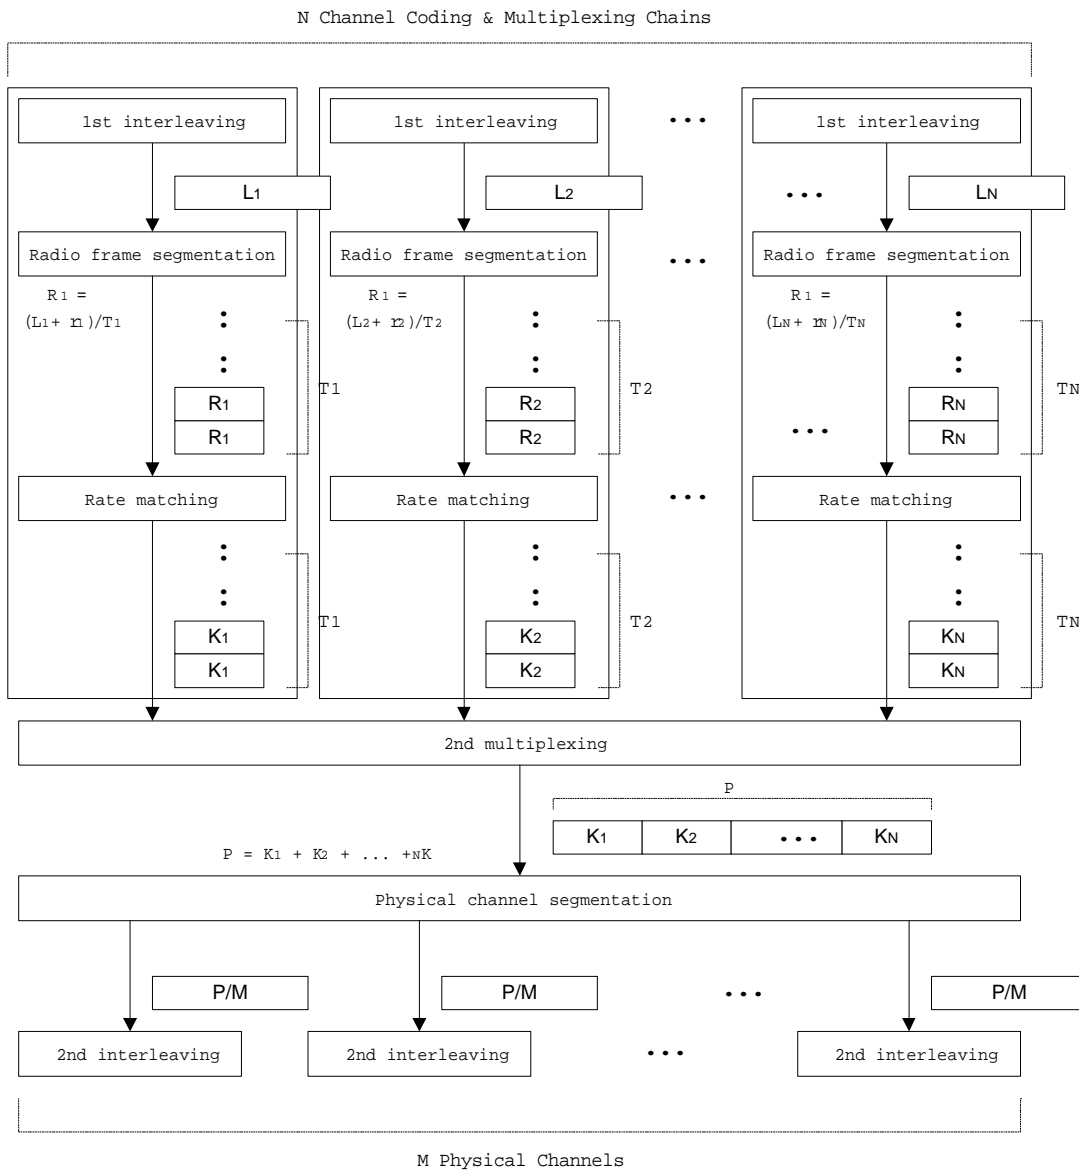 N Channel Coding & Multiplexing Chains
1st interleaving 1st interleaving ... 1st interleaving
L1 L2 ... LN
Radio frame segmentation Radio frame segmentation ... Radio frame segmentation
R1 = R1 = R1 =
(L1+ r1)/T1 (L2+ r2)/T2 (LN+ rN)/TN
T1 T2 TN
R1 R2 RN
R1 R2 ... RN
Rate matching Rate matching ... Rate matching
T1 T2 TN
K1 K2 KN
K1 K2 KN
2nd multiplexing
P
K1 K2 ... KN
P = K1 + K2 + ... +NK
Physical channel segmentation
P/M P/M ... P/M
2nd interleaving 2nd interleaving ... 2nd interleaving
M Physical Channels